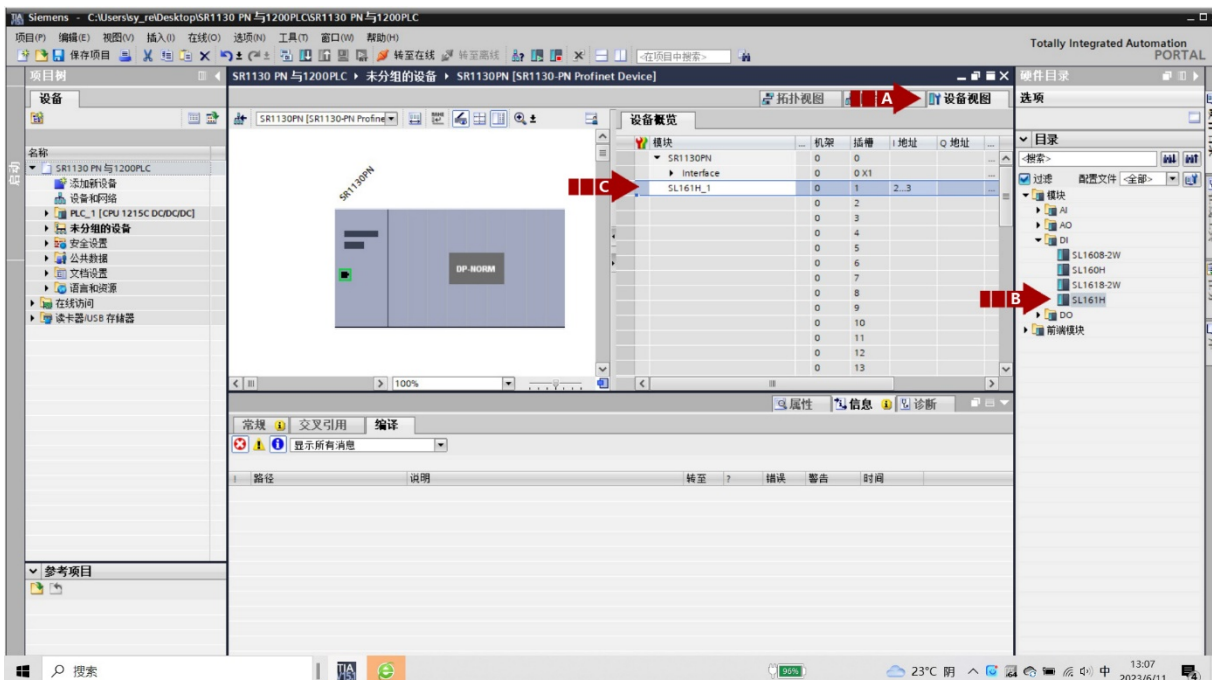 Siemens - C:\Users\sy_re\Desktop\SR1130 PN 与1200PLC\SR1130 PN 与1200PLC
项目(P) 编辑(E) 视图(V) 插入(I) 在线(O) 选项(N) 工具(T) 窗口(W) 帮助(H)
Totally Integrated Automation
PORTAL
保存项目 转至在线 转至离线 <在项目中搜索>
项目树
SR1130 PN 与1200PLC 未分组的设备 SR1130PN [SR1130-PN Profinet Device]
硬件目录
设备
拓扑视图 A 设备视图
选项
SR1130PN [SR1130-PN Profine
设备概览
目录
名称
SR1130 PN 与1200PLC
添加新设备
设备和网络
PLC_1 [CPU 1215C DC/DC/DC]
未分组的设备
安全设置
公共数据
文档设置
语言和资源
在线访问
读卡器/USB 存储器
SR1130PN
DP-NORM
100%
模块 ... 机架 插槽 I 地址 Q 地址 ...
SR1130PN 0 0
Interface 0 0 X1
C SL161H_1 0 1 2...3
0 2
0 3
0 4
0 5
0 6
0 7
0 8
0 9
0 10
0 11
0 12
0 13
<搜索>
过滤 配置文件 <全部>
模块
AI
AO
DI
SL1608-2W
SL160H
SL1618-2W
B SL161H
DO
前端模块
属性 信息 诊断
常规 交叉引用 编译
显示所有消息
! 路径 说明 转至 ? 错误 警告 时间
参考项目
搜索
TIA
96%
23°C 阴
中
13:07
2023/6/11